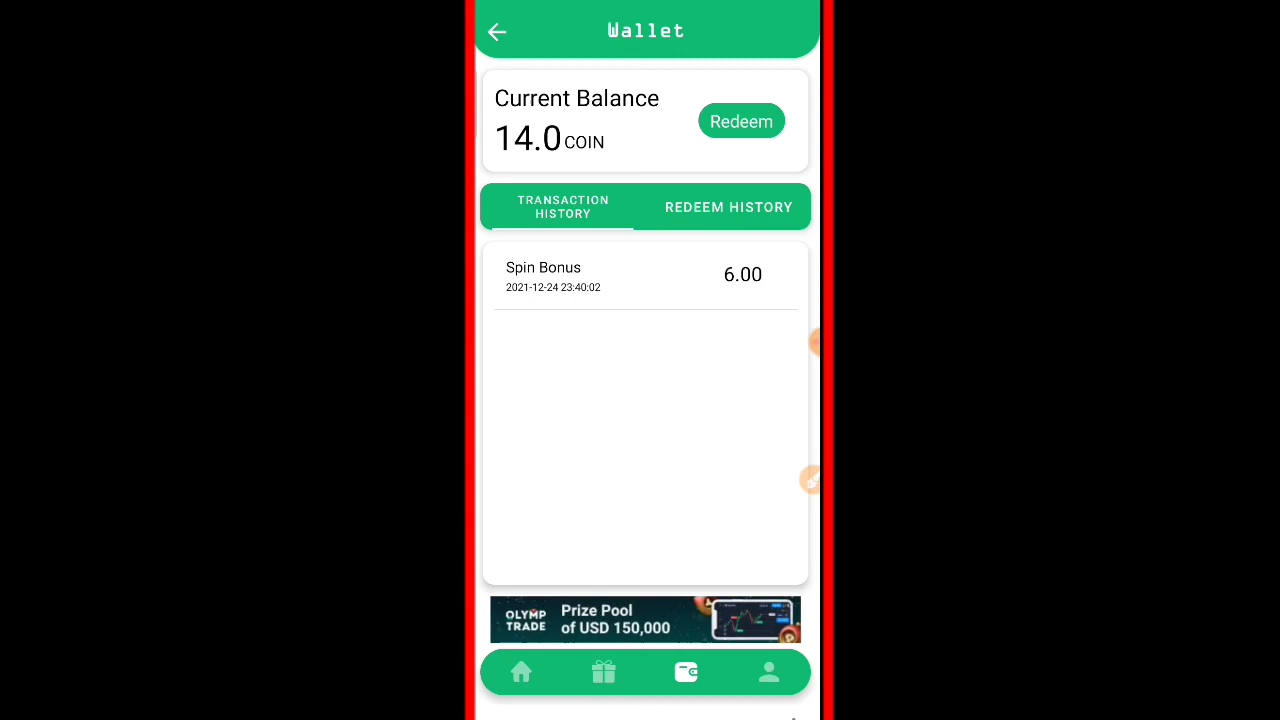 Wallet
Current Balance
14.0 COIN
Redeem
TRANSACTION
HISTORY
REDEEM HISTORY
Spin Bonus
6.00
2021-12-24 23:40:02
OLYMP
TRADE
Prize Pool
of USD 150,000